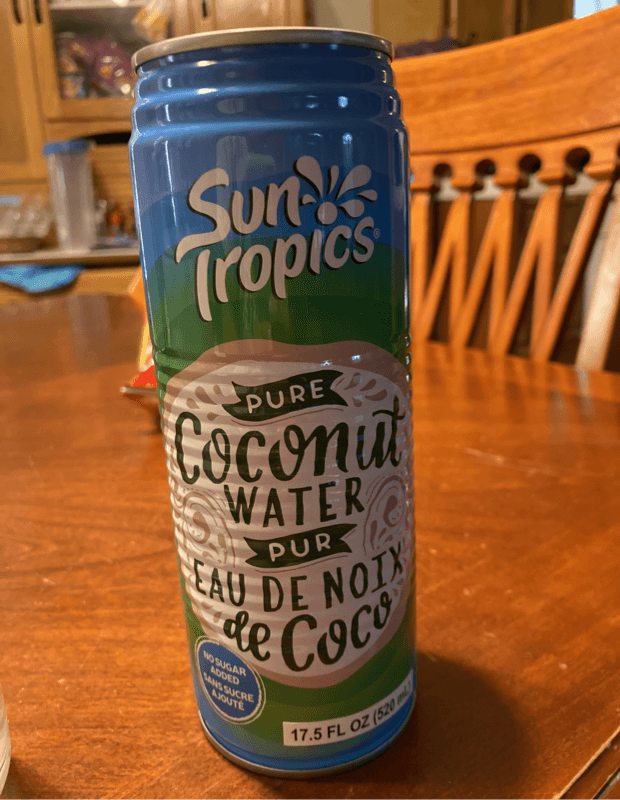 Sun-
Tropics®
PURE
Coconut
WATER
PUR
EAU DE NOIX
de Coco
NO SUGAR
ADDED
SANS SUCRE
AJOUTÉ
17.5 FL OZ (520 mL)